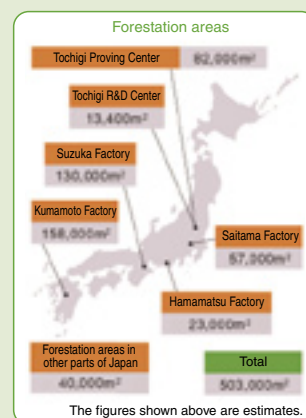 Forestation areas
Tochigi Proving Center 82,000m²
Tochigi R&D Center
13,400m²
Suzuka Factory
130,000m²
Kumamoto Factory
158,000m²
Saitama Factory
57,000m²
Hamamatsu Factory
23,000m²
Forestation areas in
other parts of Japan
40,000m²
Total
503,000m²
The figures shown above are estimates.